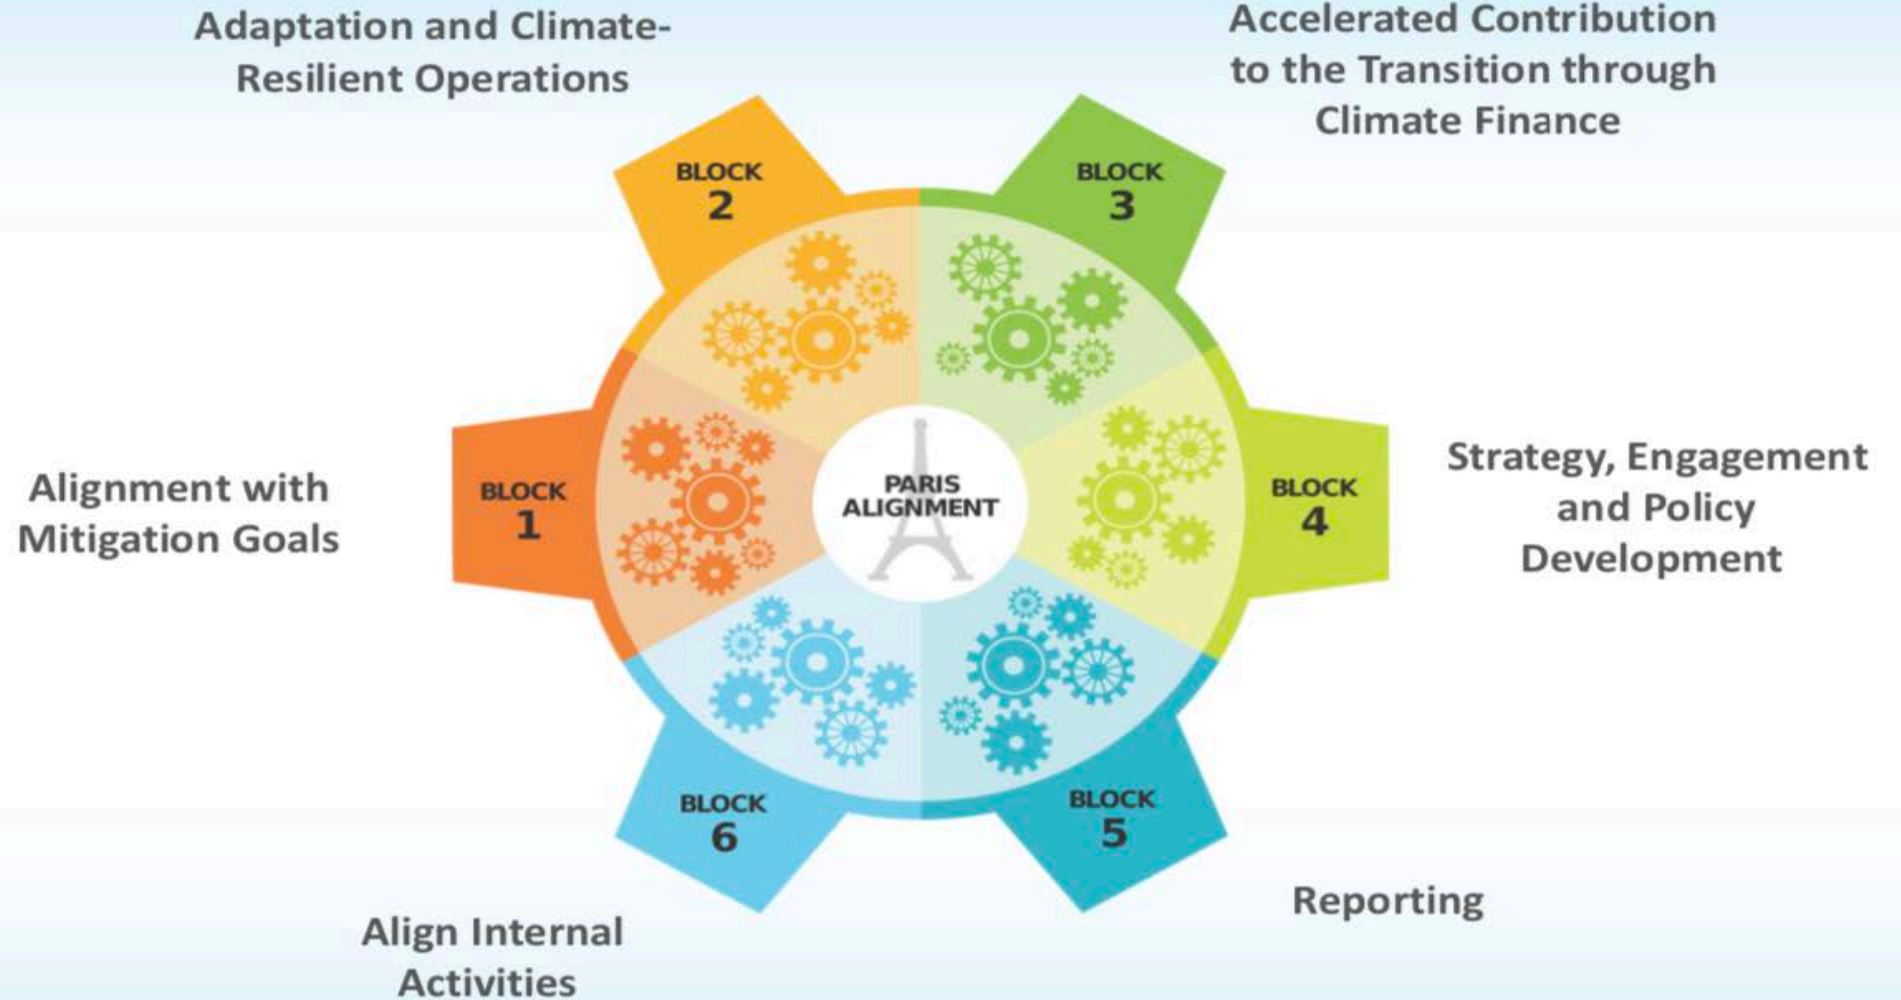 Adaptation and Climate-
Resilient Operations
Accelerated Contribution
to the Transition through
Climate Finance
BLOCK
2
BLOCK
3
Alignment with
Mitigation Goals
BLOCK
1
PARIS
ALIGNMENT
BLOCK
4
Strategy, Engagement
and Policy
Development
BLOCK
6
BLOCK
5
Align Internal
Activities
Reporting